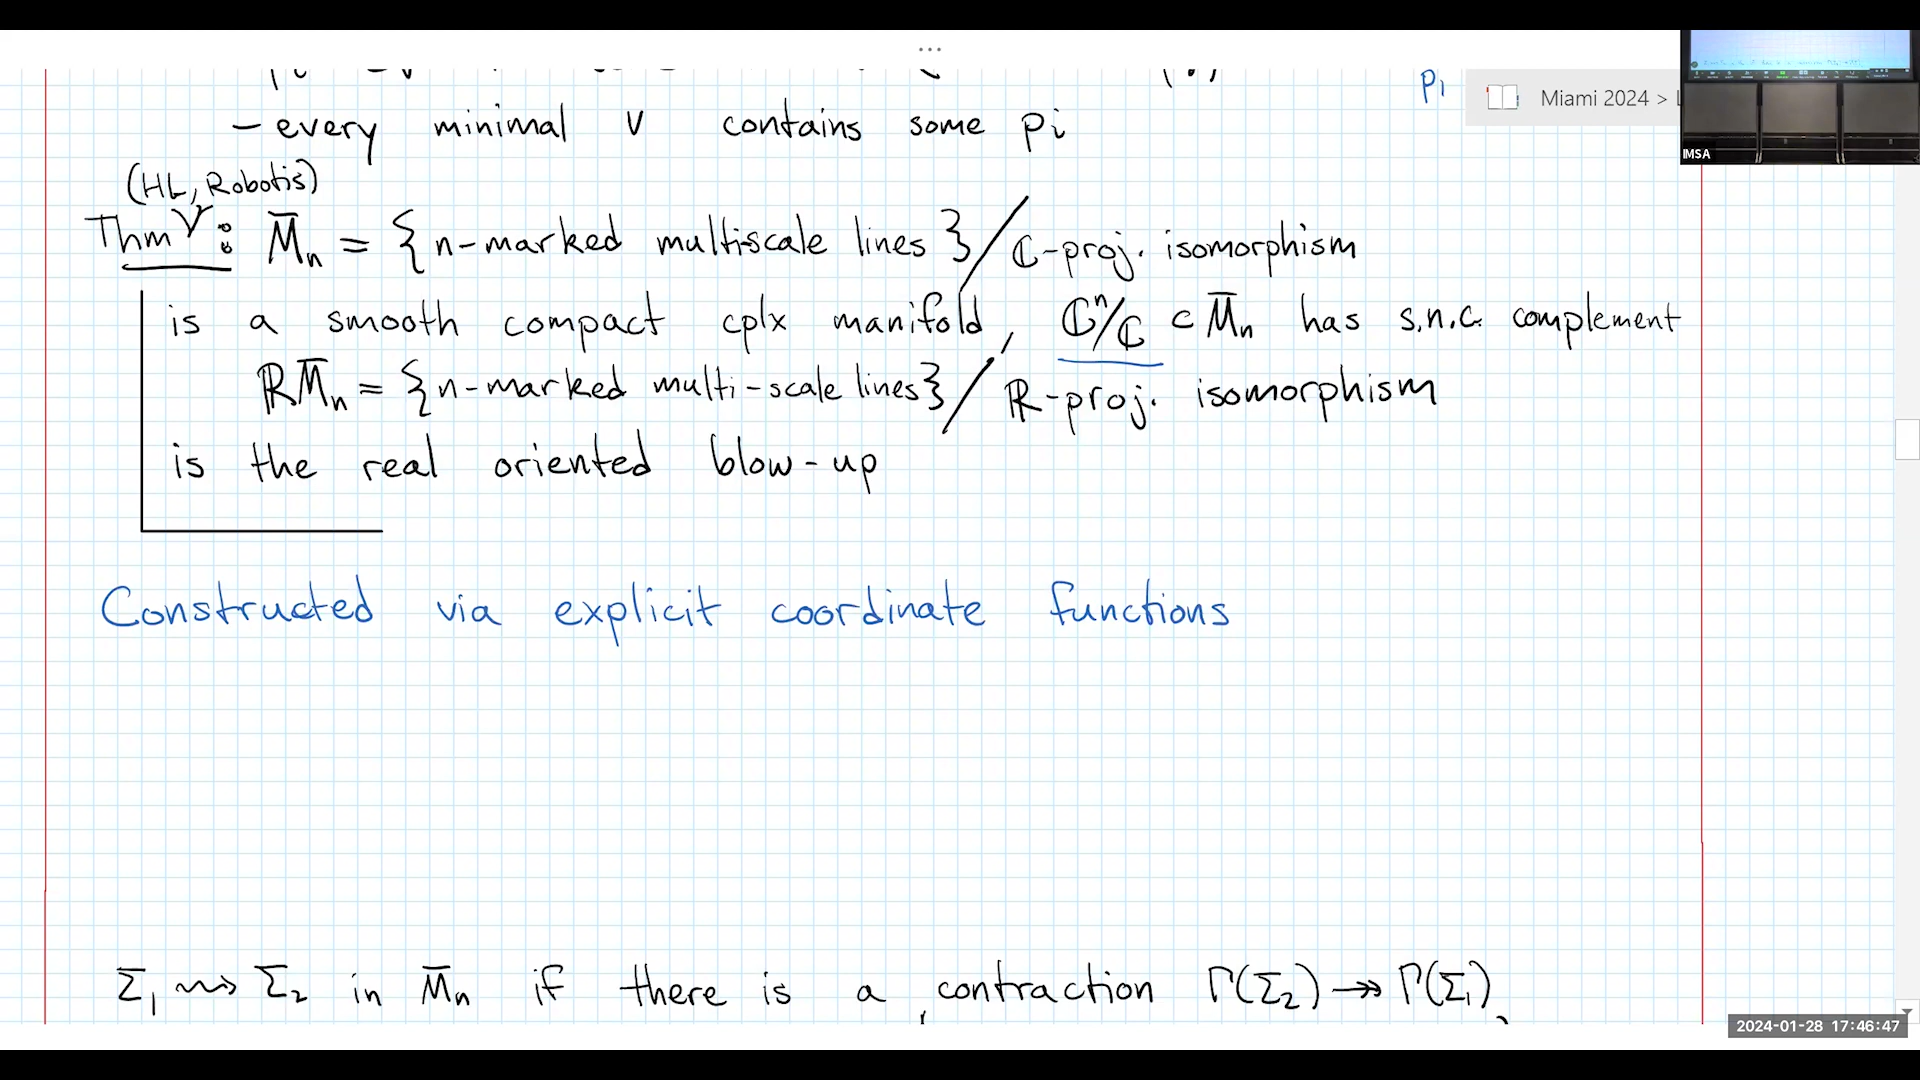 p₁
Miami 2024 > L
IMSA
– every minimal v contains some pi
(HL, Robotis)
Thm: M̄ₙ = {n-marked multiscale lines} / ℂ-proj. isomorphism
is a smooth compact cplx manifold, ℂⁿ/ℂ ⊂ M̄ₙ has s.n.c. complement
ℝM̄ₙ = {n-marked multi-scale lines} / ℝ-proj. isomorphism
is the real oriented blow-up
Constructed via explicit coordinate functions
Σ₁ ⇝ Σ₂ in M̄ₙ if there is a contraction Γ(Σ₂) ↠ Γ(Σ₁)
2024-01-28 17:46:47